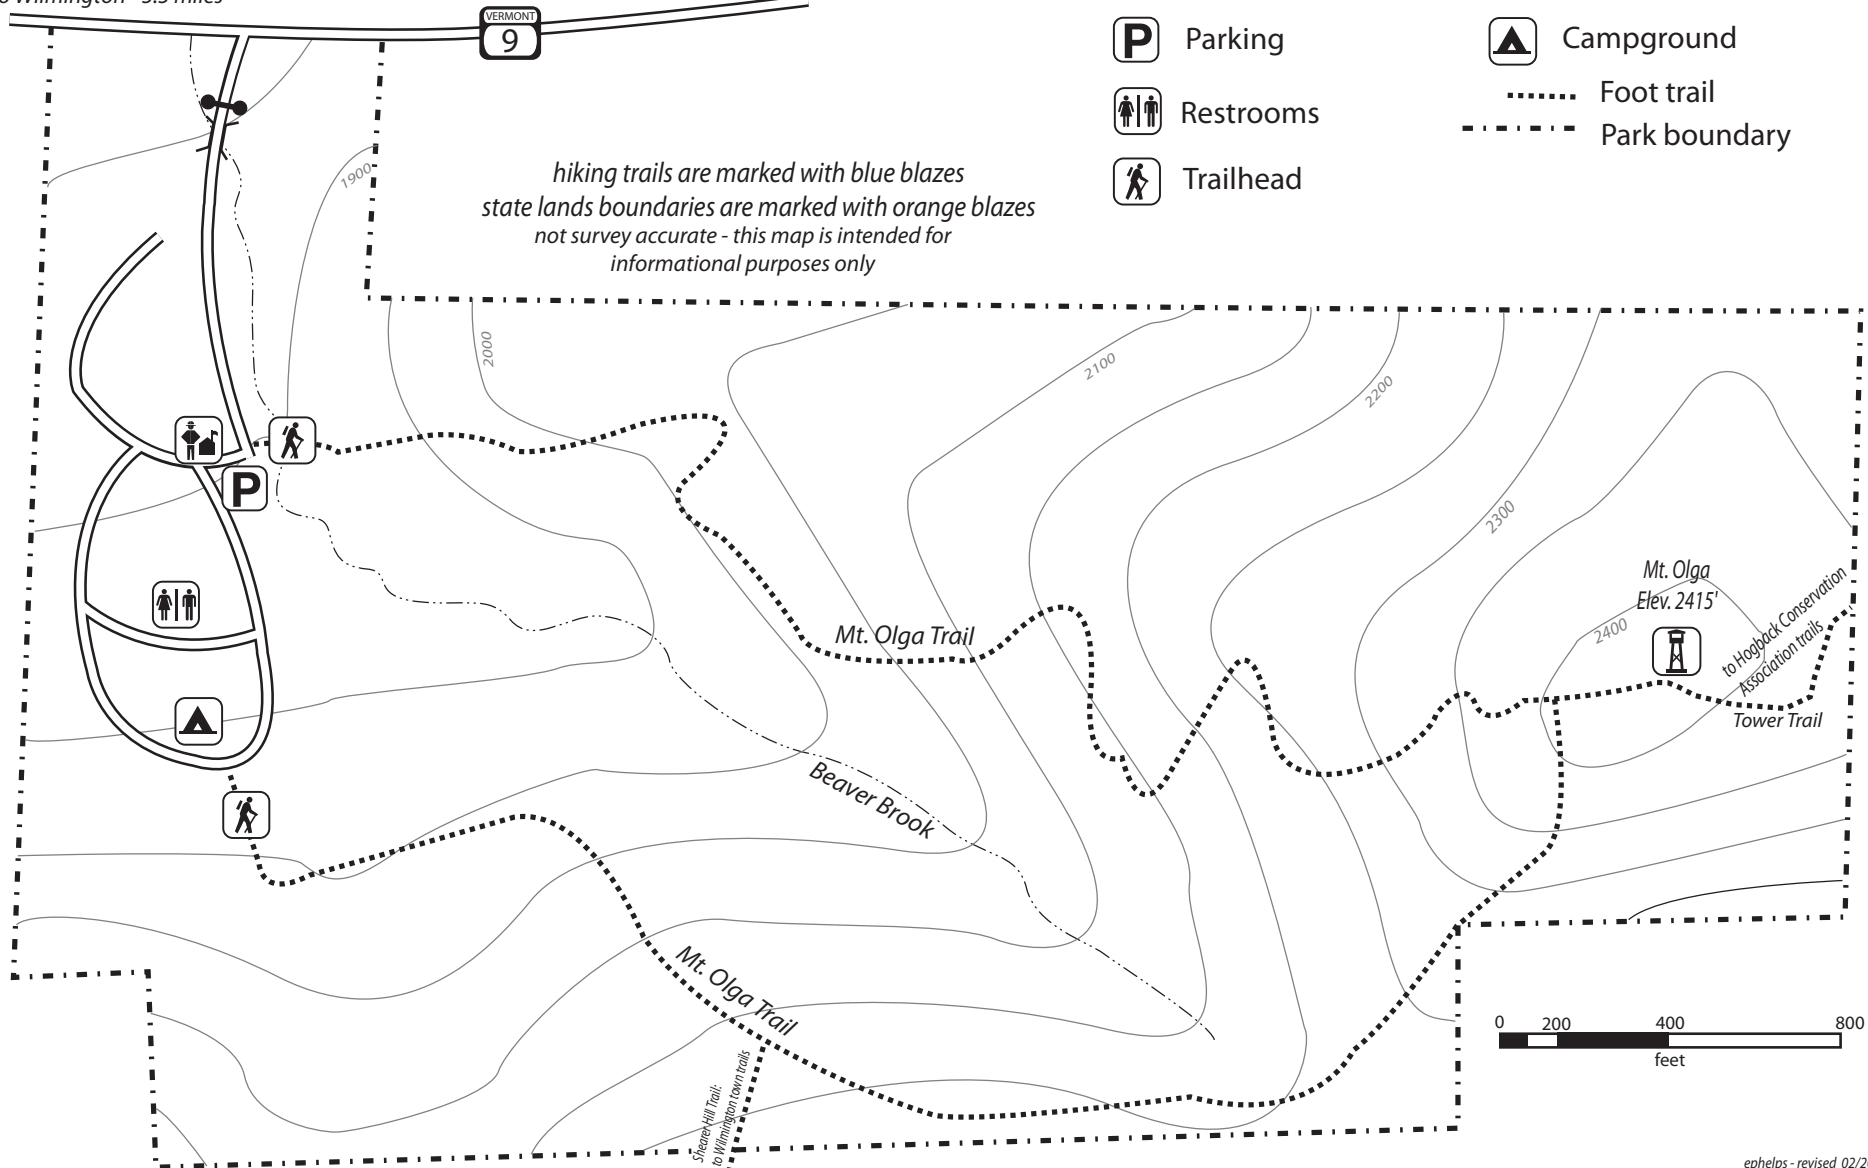 Wilmington - 3.5 miles
VERMONT
9
P Parking
Restrooms
Trailhead
Campground
Foot trail
Park boundary
hiking trails are marked with blue blazes
state lands boundaries are marked with orange blazes
not survey accurate - this map is intended for
informational purposes only
1900
2000
2100
2200
2300
2400
P
Mt. Olga
Elev. 2415'
to Hogback Conservation
Association trails
Tower Trail
Mt. Olga Trail
Beaver Brook
Mt. Olga Trail
Shearer Hill Trail:
to Wilmington town trails
0 200 400 800
feet
ephelps - revised 02/2